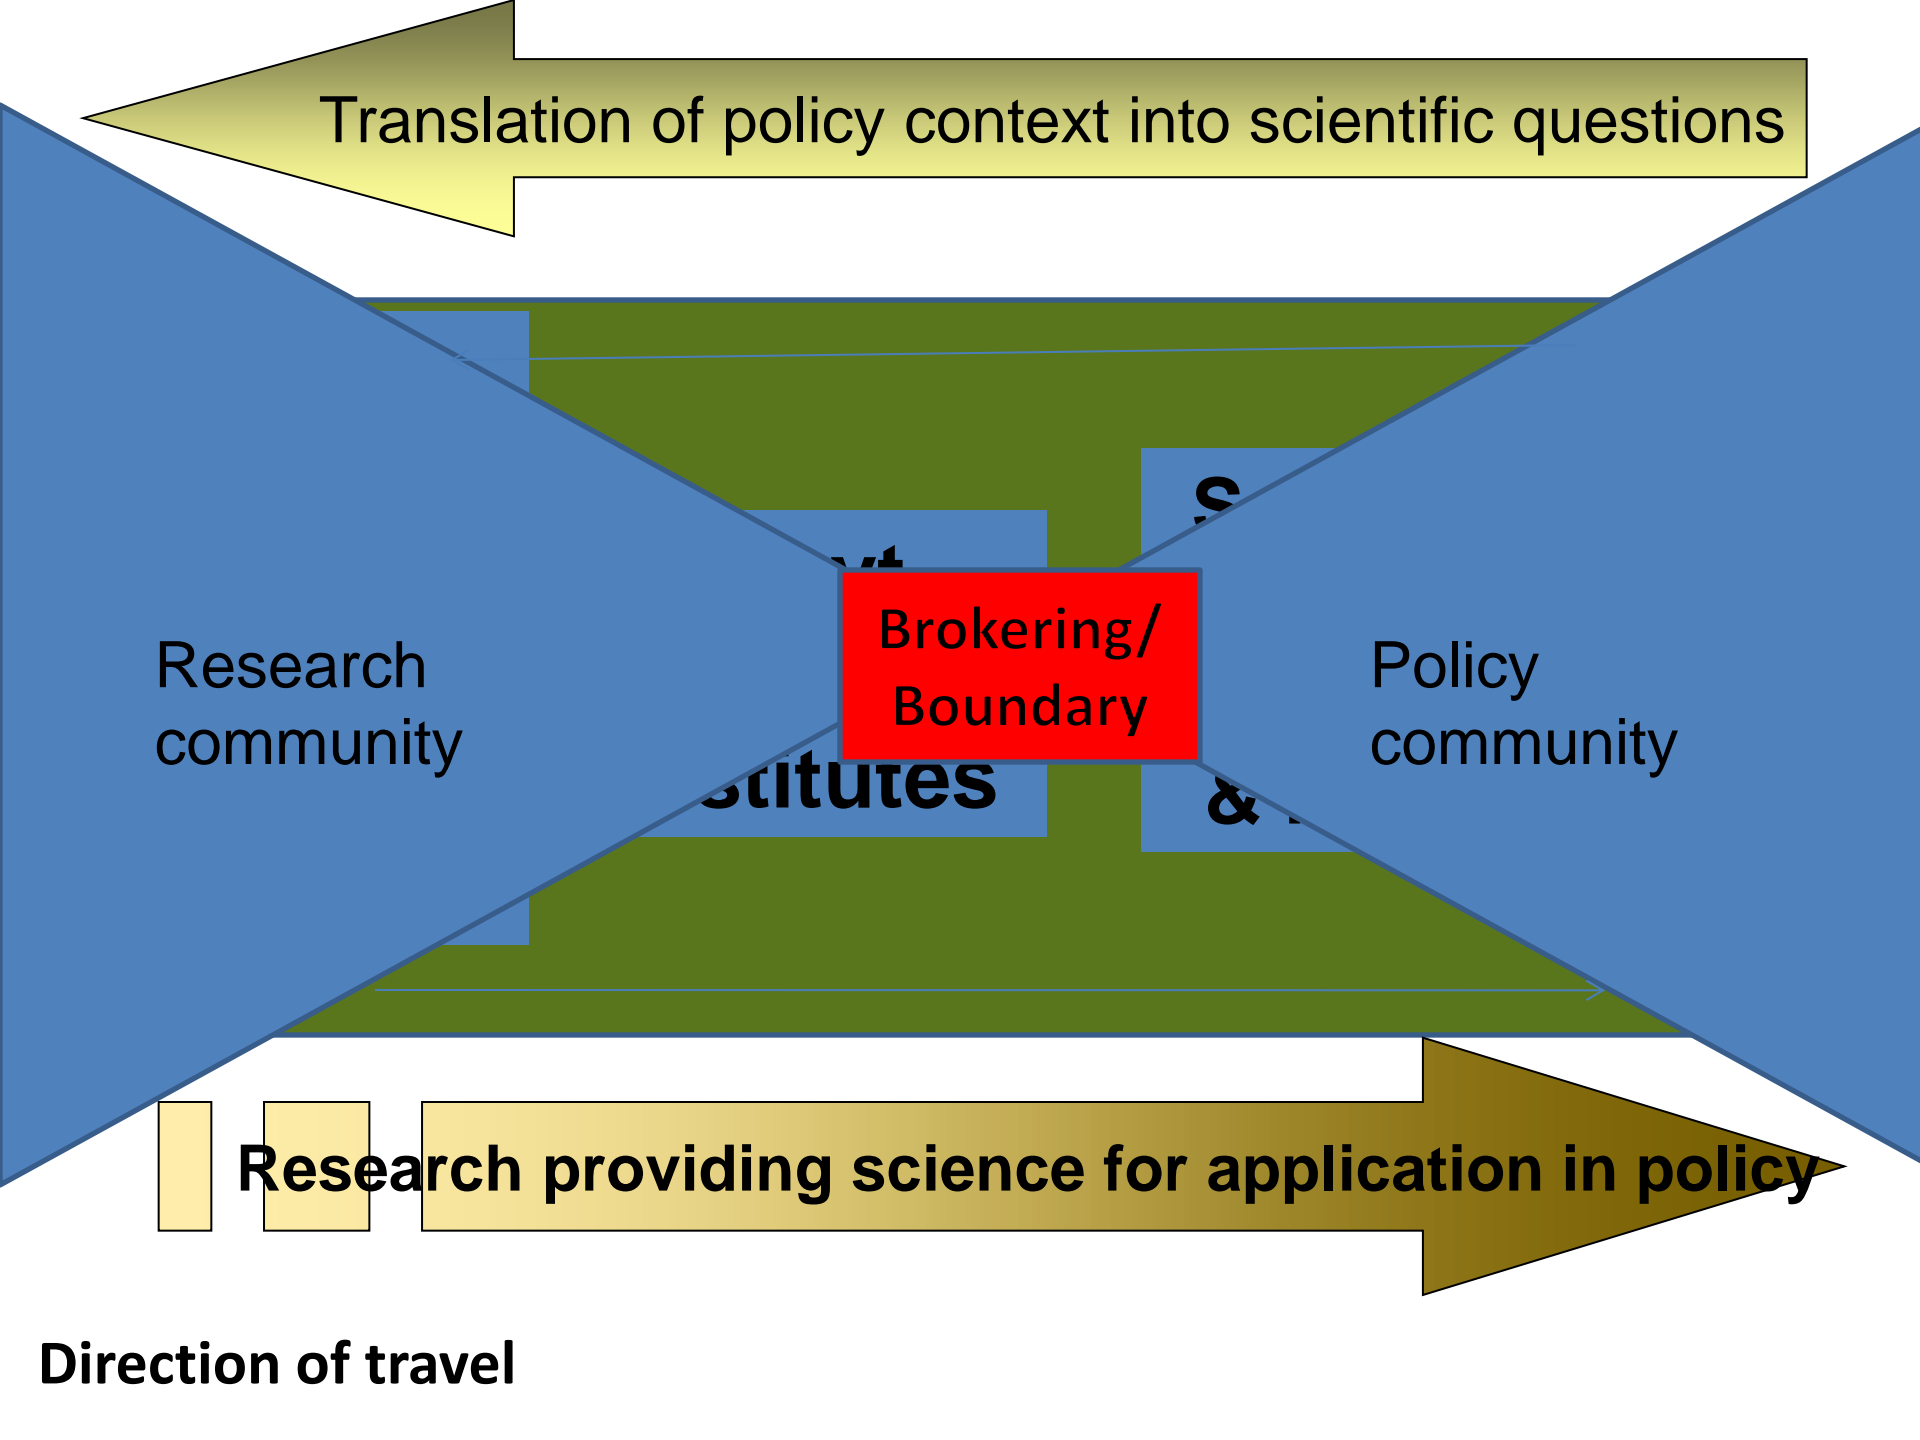 Translation of policy context into scientific questions
Brokering/
Boundary
Research
community
Policy
community
&
Research providing science for application in policy
Direction of travel